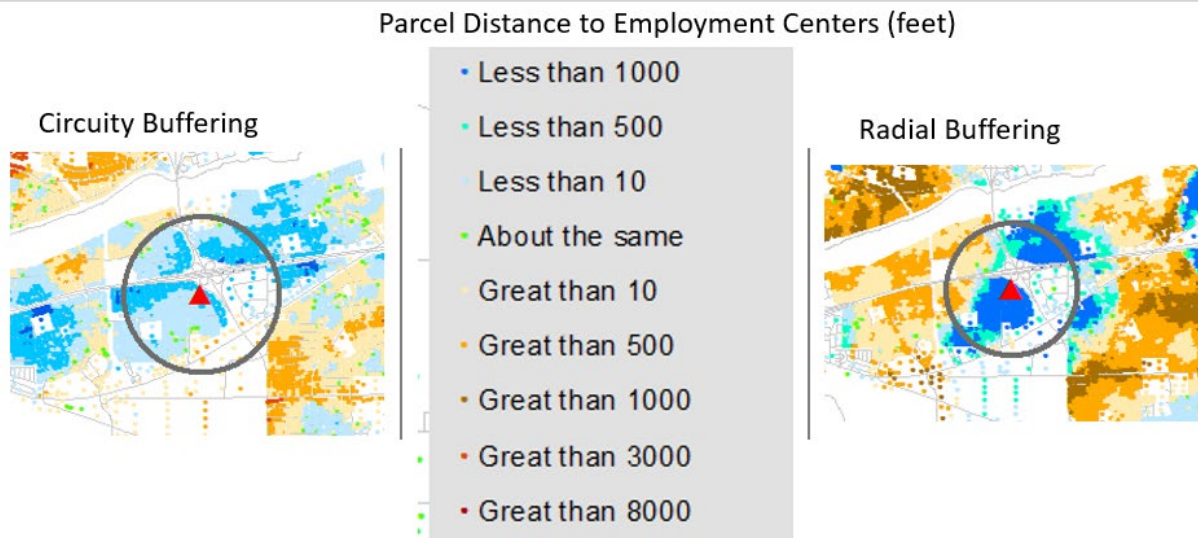 Parcel Distance to Employment Centers (feet)
Circuity Buffering
Less than 1000
Less than 500
Less than 10
About the same
Great than 10
Great than 500
Great than 1000
Great than 3000
Great than 8000
Radial Buffering